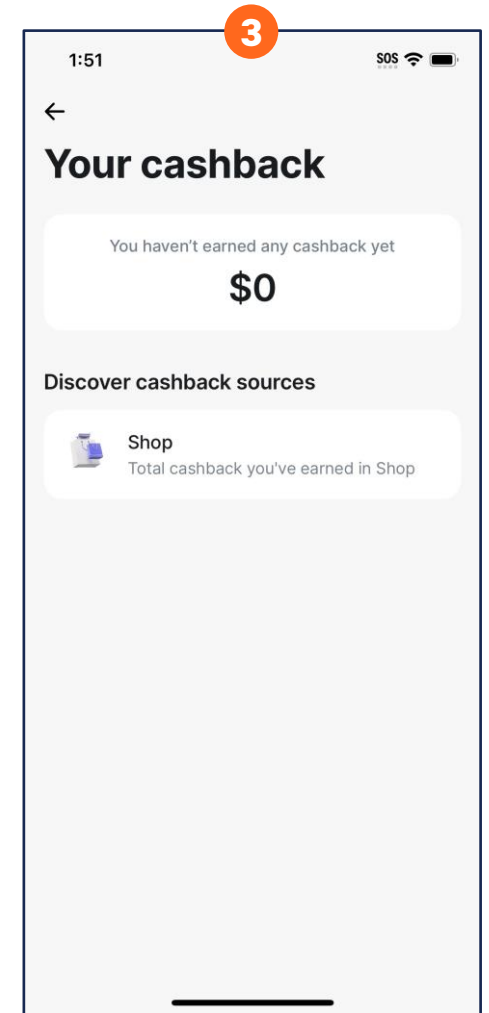 3
1:51 SOS
Your cashback
You haven’t earned any cashback yet
$0
Discover cashback sources
Shop
Total cashback you've earned in Shop